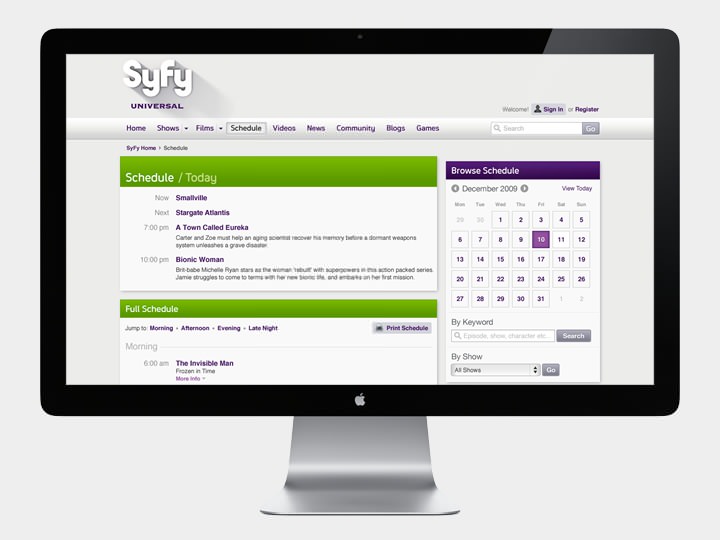 Syfy
UNIVERSAL
Welcome! Sign In or Register
Home Shows Films Schedule Videos News Community Blogs Games
Search Go
SyFy Home › Schedule
Schedule / Today
Now Smallville
Next Stargate Atlantis
7:00 pm A Town Called Eureka
Carter and Zoe must help an aging scientist recover his memory before a dormant weapons
system unleashes a grave disaster.
10:00 pm Bionic Woman
Brit-babe Michelle Ryan stars as the woman 'rebuilt' with superpowers in this action packed series.
Jamie struggles to come to terms with her new bionic life, and embarks on her first mission.
Full Schedule
Jump to: Morning • Afternoon • Evening • Late Night
Print Schedule
Morning
6:00 am The Invisible Man
Frozen in Time
More Info
Browse Schedule
December 2009 View Today
Mon Tue Wed Thu Fri Sat Sun
29 30 1 2 3 4 5
6 7 8 9 10 11 12
13 14 15 16 17 18 19
20 21 22 23 24 25 26
27 28 29 30 31 1 2
By Keyword
Episode, show, character etc... Search
By Show
All Shows Go